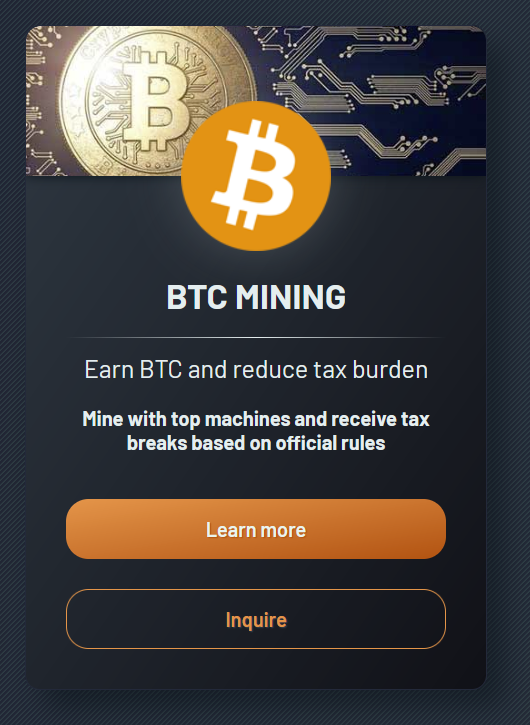 BTC MINING
Earn BTC and reduce tax burden
Mine with top machines and receive tax
breaks based on official rules
Learn more
Inquire